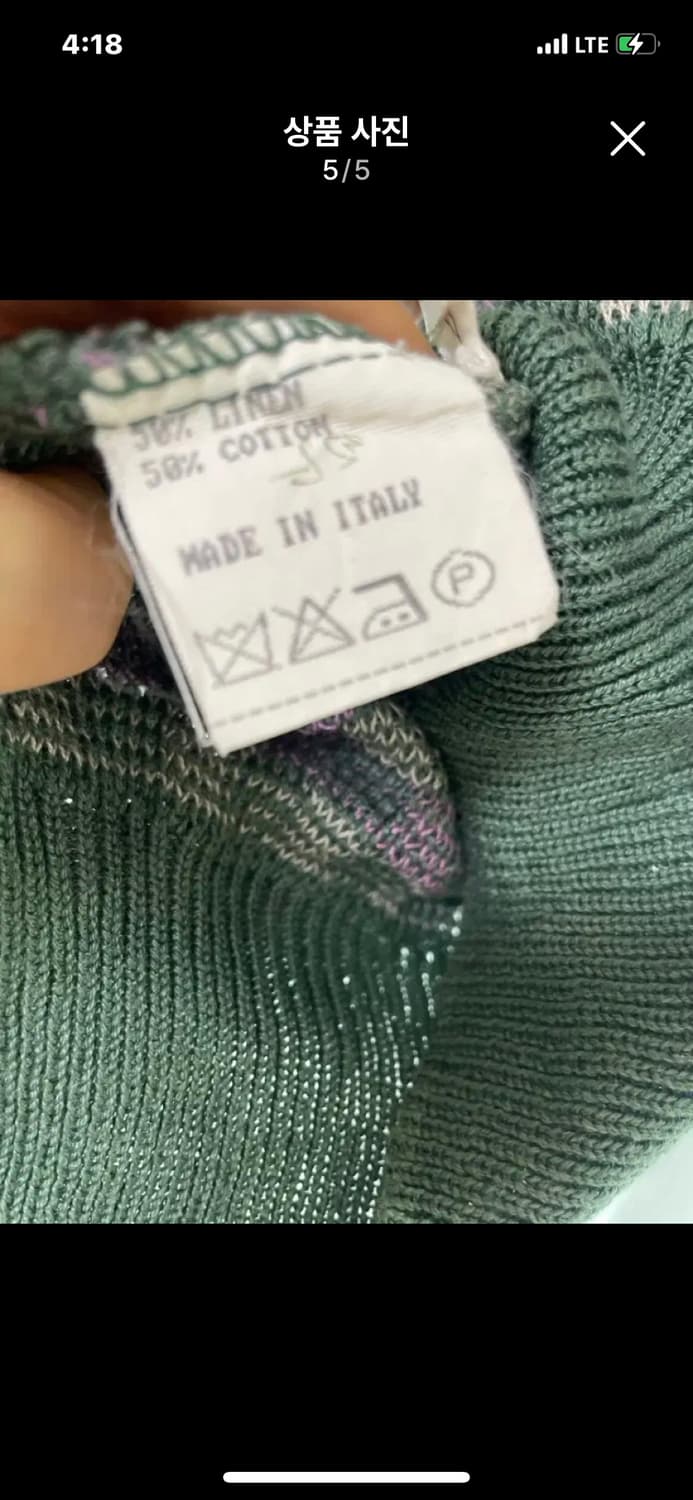 4:18
LTE
상품 사진
5/5
50% LINEN
50% COTTON
MADE IN ITALY
P